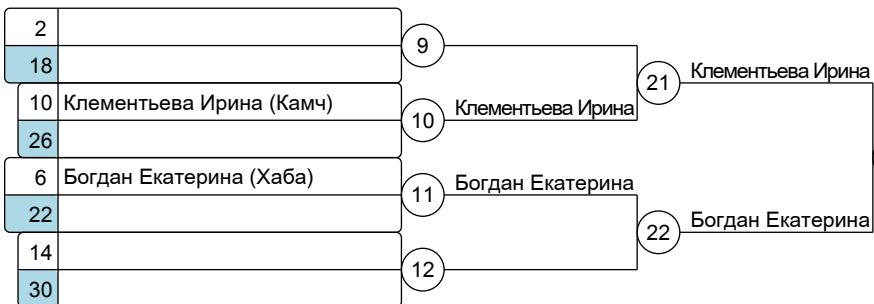 2
9
18
21 Клементьева Ирина
10 Клементьева Ирина (Камч)
10 Клементьева Ирина
26
6 Богдан Екатерина (Хаба)
11 Богдан Екатерина
22
22 Богдан Екатерина
14
12
30